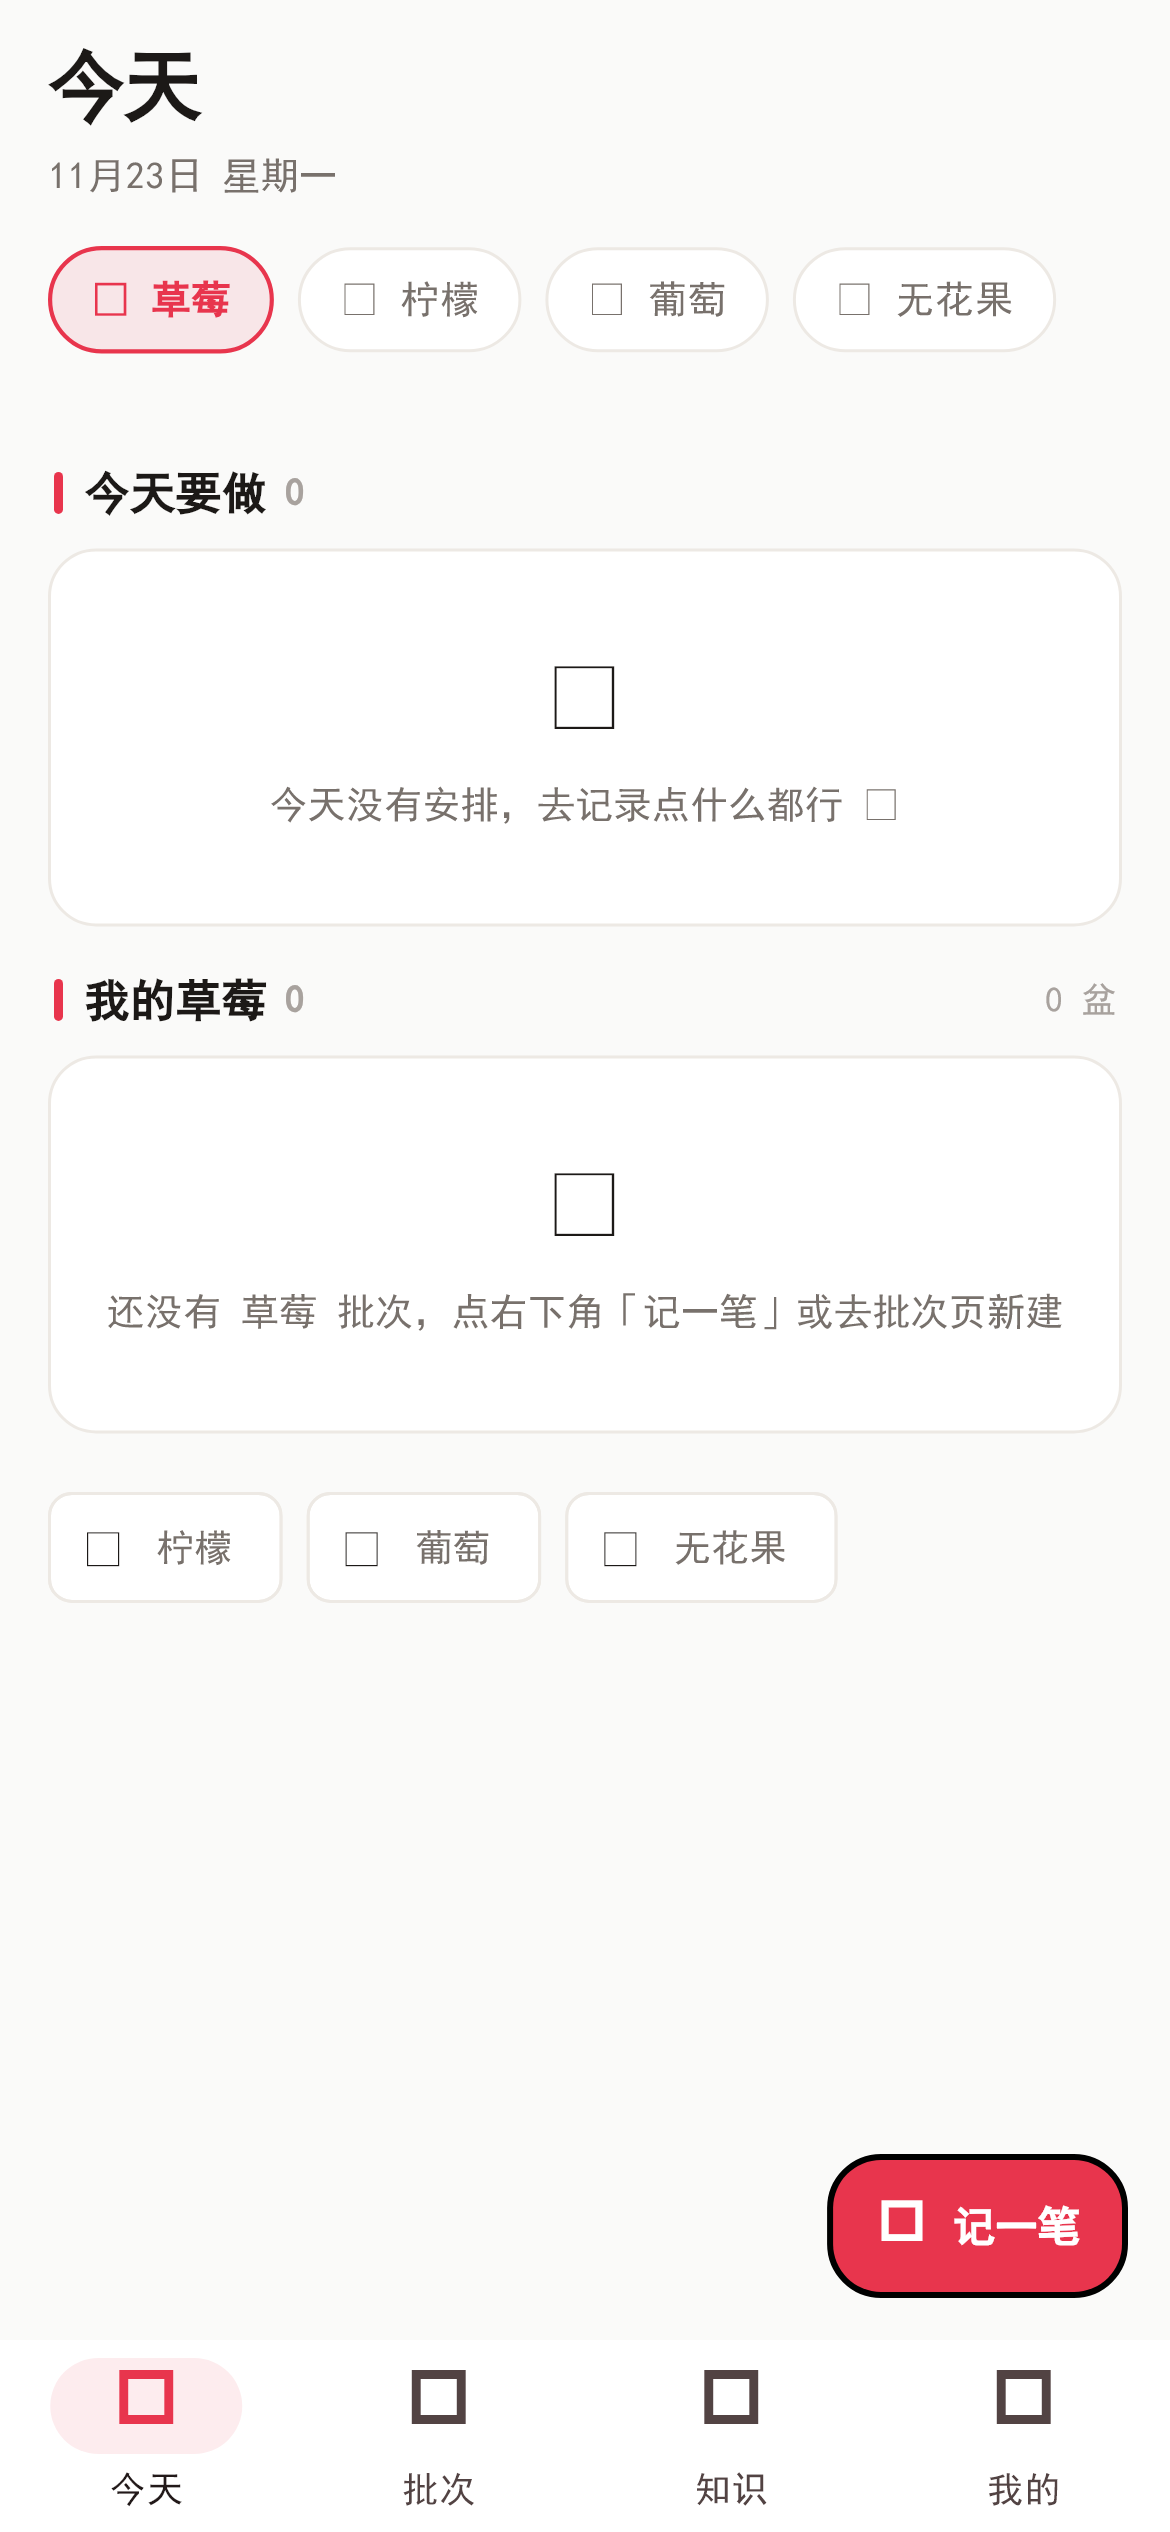 今天
11月23日 星期一
草莓
柠檬
葡萄
无花果
今天要做 0
今天没有安排，去记录点什么都行
我的草莓 0
0 盆
还没有 草莓 批次，点右下角「记一笔」或去批次页新建
柠檬
葡萄
无花果
记一笔
今天
批次
知识
我的